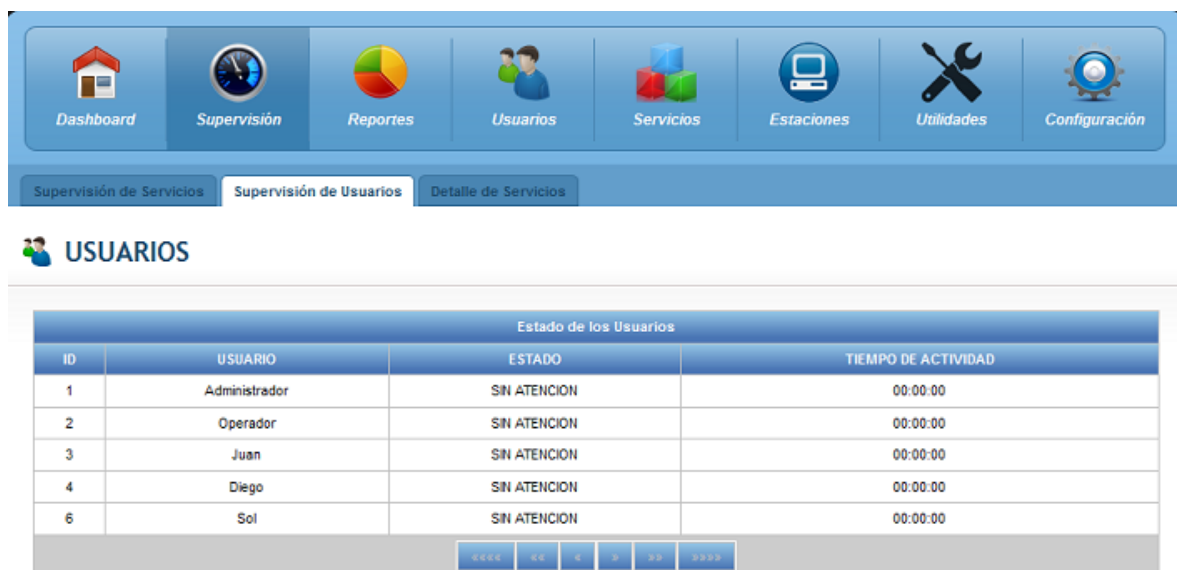 Dashboard Supervisión Reportes Usuarios Servicios Estaciones Utilidades Configuración
Supervisión de Servicios Supervisión de Usuarios Detalle de Servicios
USUARIOS
Estado de los Usuarios
ID USUARIO ESTADO TIEMPO DE ACTIVIDAD
1 Administrador SIN ATENCION 00:00:00
2 Operador SIN ATENCION 00:00:00
3 Juan SIN ATENCION 00:00:00
4 Diego SIN ATENCION 00:00:00
6 Sol SIN ATENCION 00:00:00
«««« «« « » »» »»»»